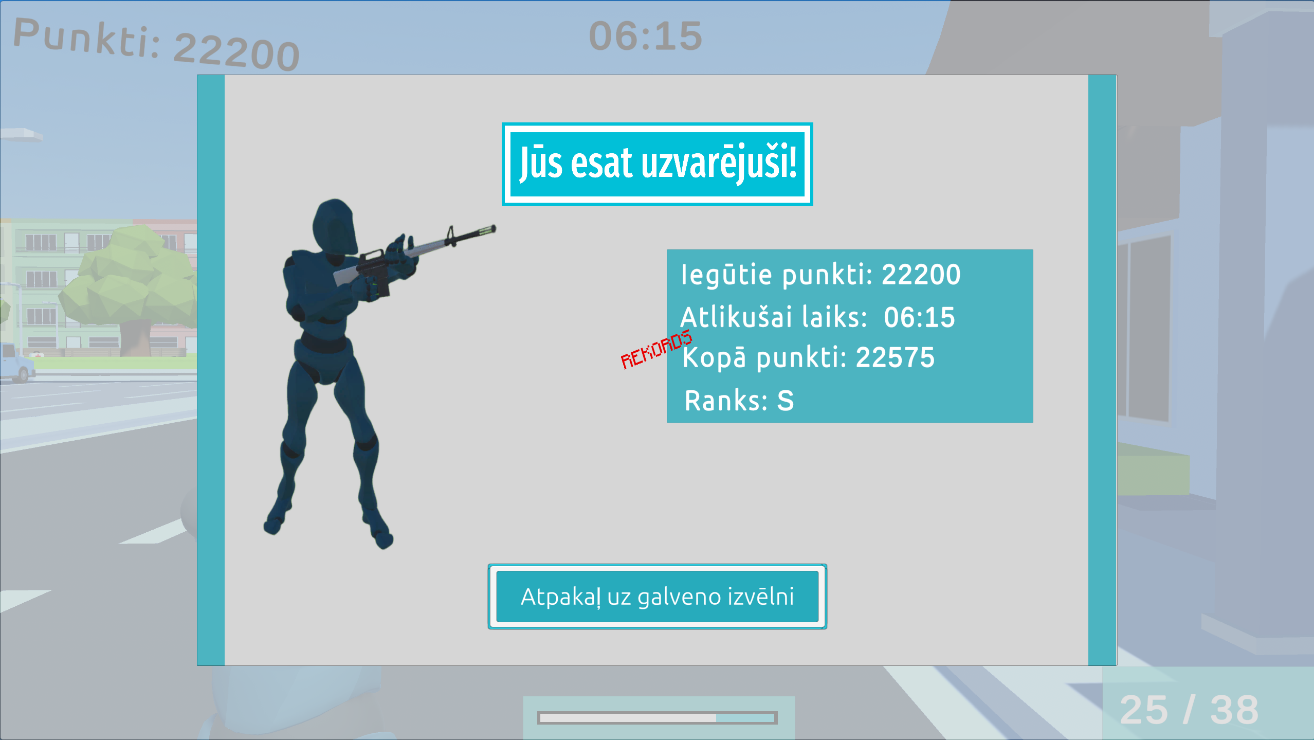 Punkti: 22200
06:15
Jūs esat uzvarējuši!
Iegūtie punkti: 22200
Atlikušai laiks: 06:15
REKORDS
Kopā punkti: 22575
Ranks: S
Atpakaļ uz galveno izvēlni
25 / 38